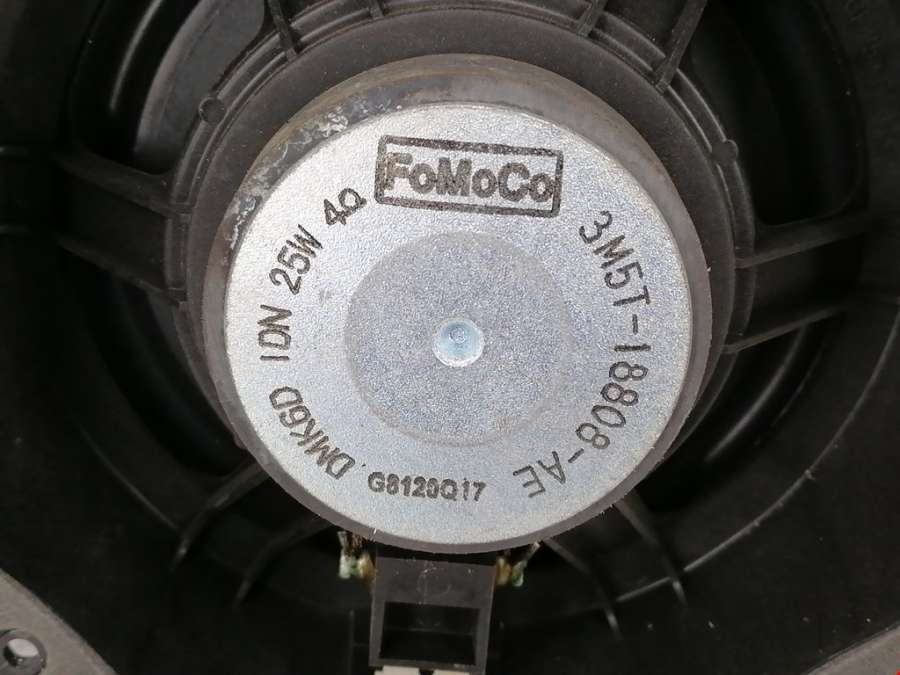 FoMoCo
3M5T-18808-AE
DMK6D 1DN 25W 4Ω
G8120Q17